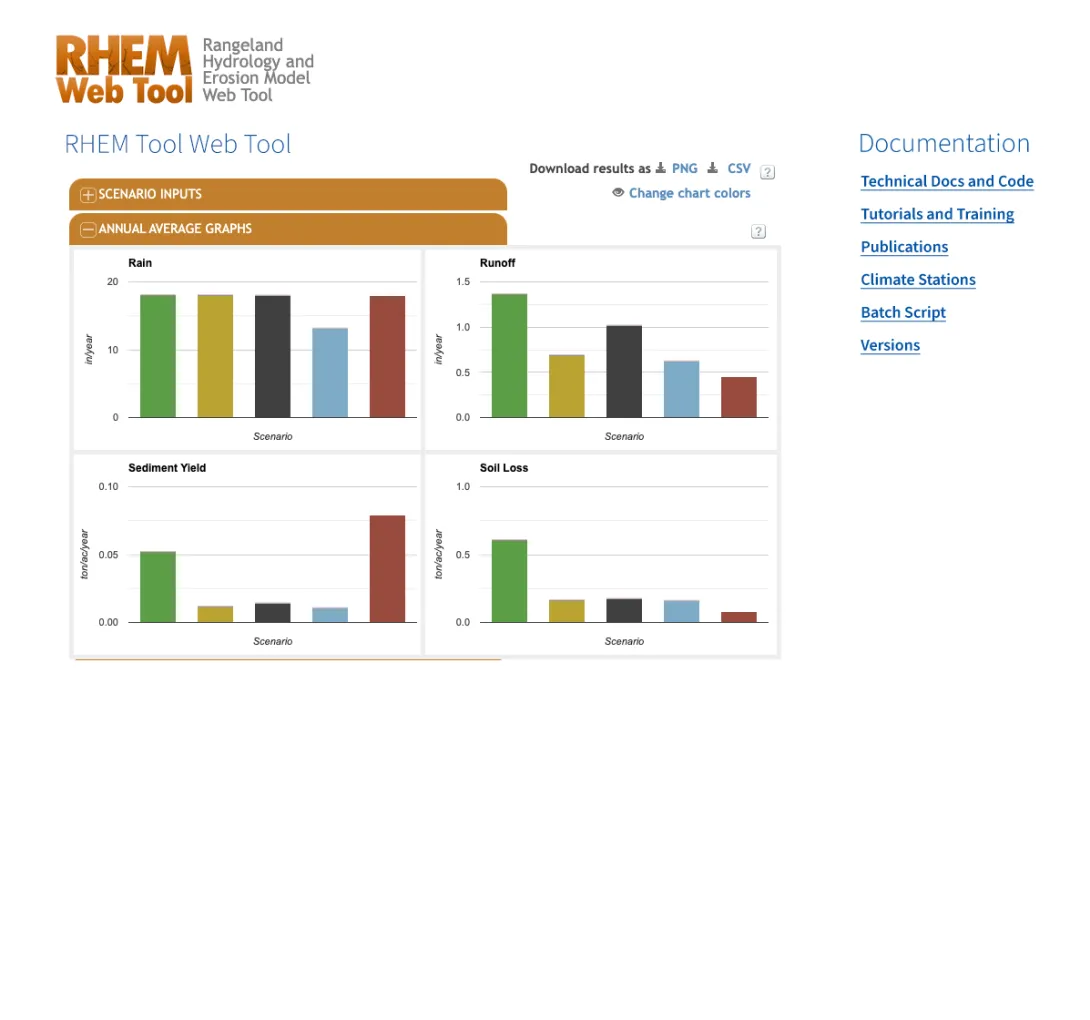 RHEM
Web Tool
Rangeland
Hydrology and
Erosion Model
Web Tool
RHEM Tool Web Tool
Download results as PNG CSV ?
Change chart colors
SCENARIO INPUTS
ANNUAL AVERAGE GRAPHS
?
Rain
20
10
0
in/year
Scenario
Runoff
1.5
1.0
0.5
0.0
in/year
Scenario
Sediment Yield
0.10
0.05
0.00
ton/ac/year
Scenario
Soil Loss
1.0
0.5
0.0
ton/ac/year
Scenario
Documentation
Technical Docs and Code
Tutorials and Training
Publications
Climate Stations
Batch Script
Versions